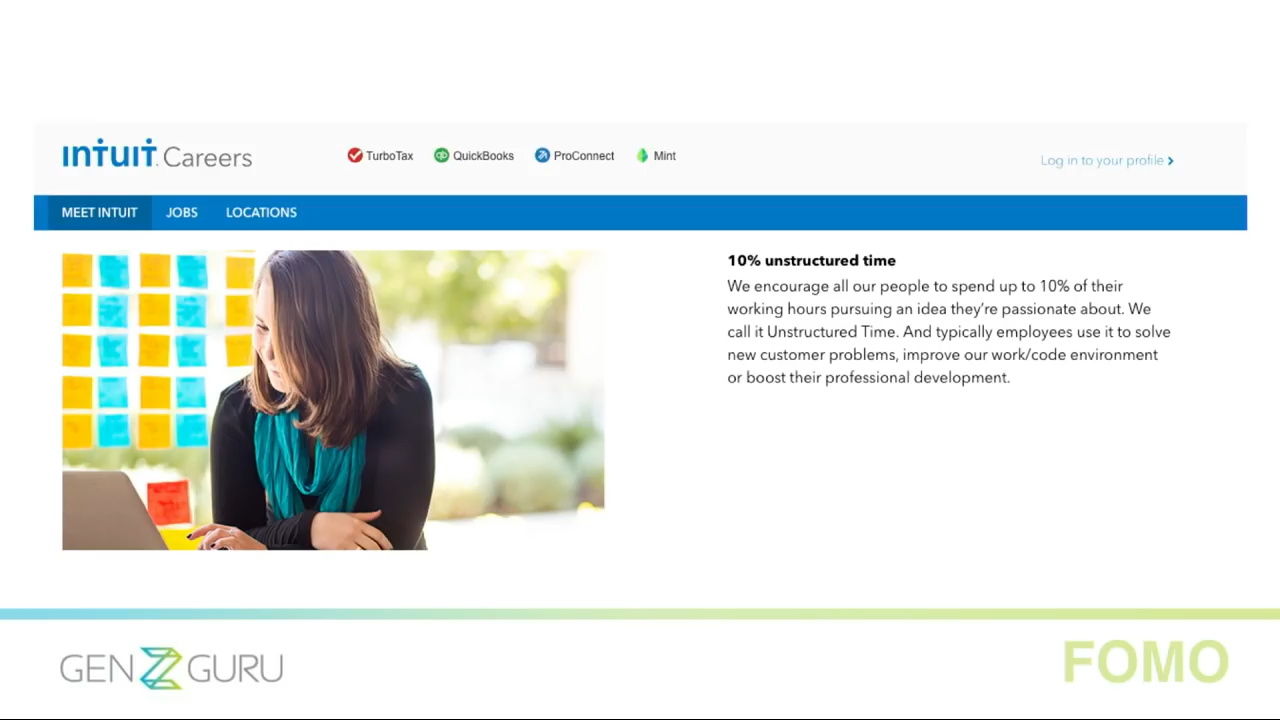 INTUIT. Careers
TurboTax
QuickBooks
ProConnect
Mint
Log in to your profile >
MEET INTUIT
JOBS
LOCATIONS
10% unstructured time
We encourage all our people to spend up to 10% of their
working hours pursuing an idea they’re passionate about. We
call it Unstructured Time. And typically employees use it to solve
new customer problems, improve our work/code environment
or boost their professional development.
GEN Z GURU
FOMO